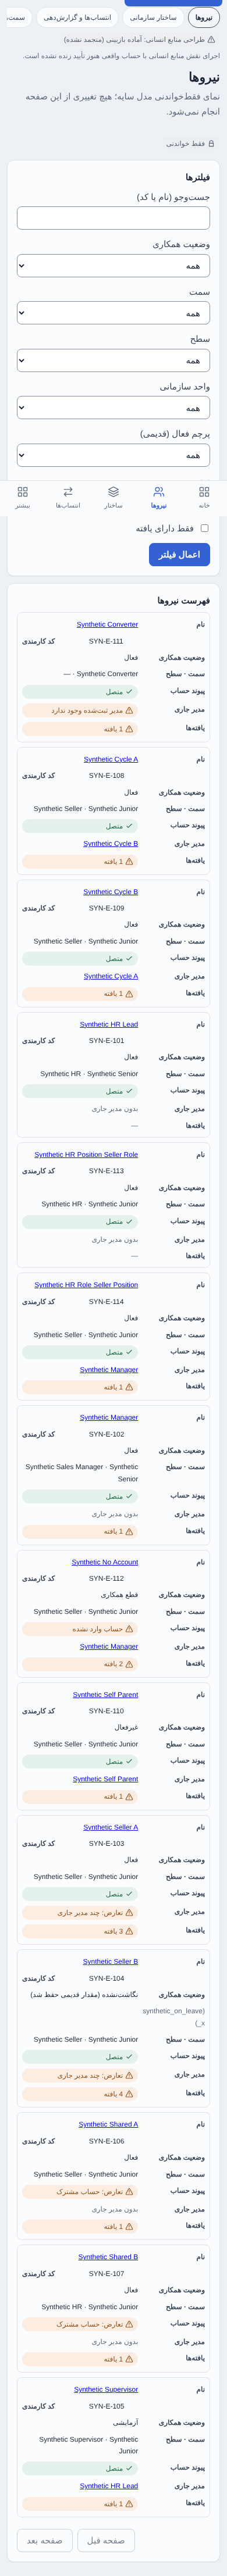 نیروها
ساختار سازمانی
انتساب‌ها و گزارش‌دهی
سمت‌
طراحی منابع انسانی: آماده بازبینی (منجمد نشده)
اجرای نقش منابع انسانی با حساب واقعی هنوز تأیید زنده نشده است.
نیروها
نمای فقط‌خواندنی مدل سایه؛ هیچ تغییری از این صفحه
انجام نمی‌شود.
فقط خواندنی
فیلترها
جست‌وجو (نام یا کد)
وضعیت همکاری
همه
سمت
همه
سطح
همه
واحد سازمانی
همه
پرچم فعال (قدیمی)
همه
خانه
نیروها
ساختار
انتساب‌ها
بیشتر
فقط دارای یافته
اعمال فیلتر
فهرست نیروها
نام Synthetic Converter
کد کارمندی SYN-E-111
وضعیت همکاری فعال
سمت · سطح Synthetic Converter · —
پیوند حساب متصل
مدیر جاری مدیر ثبت‌شده وجود ندارد
یافته‌ها 1 یافته
نام Synthetic Cycle A
کد کارمندی SYN-E-108
وضعیت همکاری فعال
سمت · سطح Synthetic Seller · Synthetic Junior
پیوند حساب متصل
مدیر جاری Synthetic Cycle B
یافته‌ها 1 یافته
نام Synthetic Cycle B
کد کارمندی SYN-E-109
وضعیت همکاری فعال
سمت · سطح Synthetic Seller · Synthetic Junior
پیوند حساب متصل
مدیر جاری Synthetic Cycle A
یافته‌ها 1 یافته
نام Synthetic HR Lead
کد کارمندی SYN-E-101
وضعیت همکاری فعال
سمت · سطح Synthetic HR · Synthetic Senior
پیوند حساب متصل
مدیر جاری بدون مدیر جاری
یافته‌ها —
نام Synthetic HR Position Seller Role
کد کارمندی SYN-E-113
وضعیت همکاری فعال
سمت · سطح Synthetic HR · Synthetic Junior
پیوند حساب متصل
مدیر جاری بدون مدیر جاری
یافته‌ها —
نام Synthetic HR Role Seller Position
کد کارمندی SYN-E-114
وضعیت همکاری فعال
سمت · سطح Synthetic Seller · Synthetic Junior
پیوند حساب متصل
مدیر جاری Synthetic Manager
یافته‌ها 1 یافته
نام Synthetic Manager
کد کارمندی SYN-E-102
وضعیت همکاری فعال
سمت · سطح Synthetic Sales Manager · Synthetic
Senior
پیوند حساب متصل
مدیر جاری بدون مدیر جاری
یافته‌ها 1 یافته
نام Synthetic No Account
کد کارمندی SYN-E-112
وضعیت همکاری قطع همکاری
سمت · سطح Synthetic Seller · Synthetic Junior
پیوند حساب حساب وارد نشده
مدیر جاری Synthetic Manager
یافته‌ها 2 یافته
نام Synthetic Self Parent
کد کارمندی SYN-E-110
وضعیت همکاری غیرفعال
سمت · سطح Synthetic Seller · Synthetic Junior
پیوند حساب متصل
مدیر جاری Synthetic Self Parent
یافته‌ها 1 یافته
نام Synthetic Seller A
کد کارمندی SYN-E-103
وضعیت همکاری فعال
سمت · سطح Synthetic Seller · Synthetic Junior
پیوند حساب متصل
مدیر جاری تعارض: چند مدیر جاری
یافته‌ها 3 یافته
نام Synthetic Seller B
کد کارمندی SYN-E-104
وضعیت همکاری نگاشت‌نشده (مقدار قدیمی حفظ شد)
(synthetic_on_leave
_x)
سمت · سطح Synthetic Seller · Synthetic Junior
پیوند حساب متصل
مدیر جاری تعارض: چند مدیر جاری
یافته‌ها 4 یافته
نام Synthetic Shared A
کد کارمندی SYN-E-106
وضعیت همکاری فعال
سمت · سطح Synthetic Seller · Synthetic Junior
پیوند حساب تعارض: حساب مشترک
مدیر جاری بدون مدیر جاری
یافته‌ها 1 یافته
نام Synthetic Shared B
کد کارمندی SYN-E-107
وضعیت همکاری فعال
سمت · سطح Synthetic HR · Synthetic Junior
پیوند حساب تعارض: حساب مشترک
مدیر جاری بدون مدیر جاری
یافته‌ها 1 یافته
نام Synthetic Supervisor
کد کارمندی SYN-E-105
وضعیت همکاری آزمایشی
سمت · سطح Synthetic Supervisor · Synthetic
Junior
پیوند حساب متصل
مدیر جاری Synthetic HR Lead
یافته‌ها 1 یافته
صفحه قبل
صفحه بعد